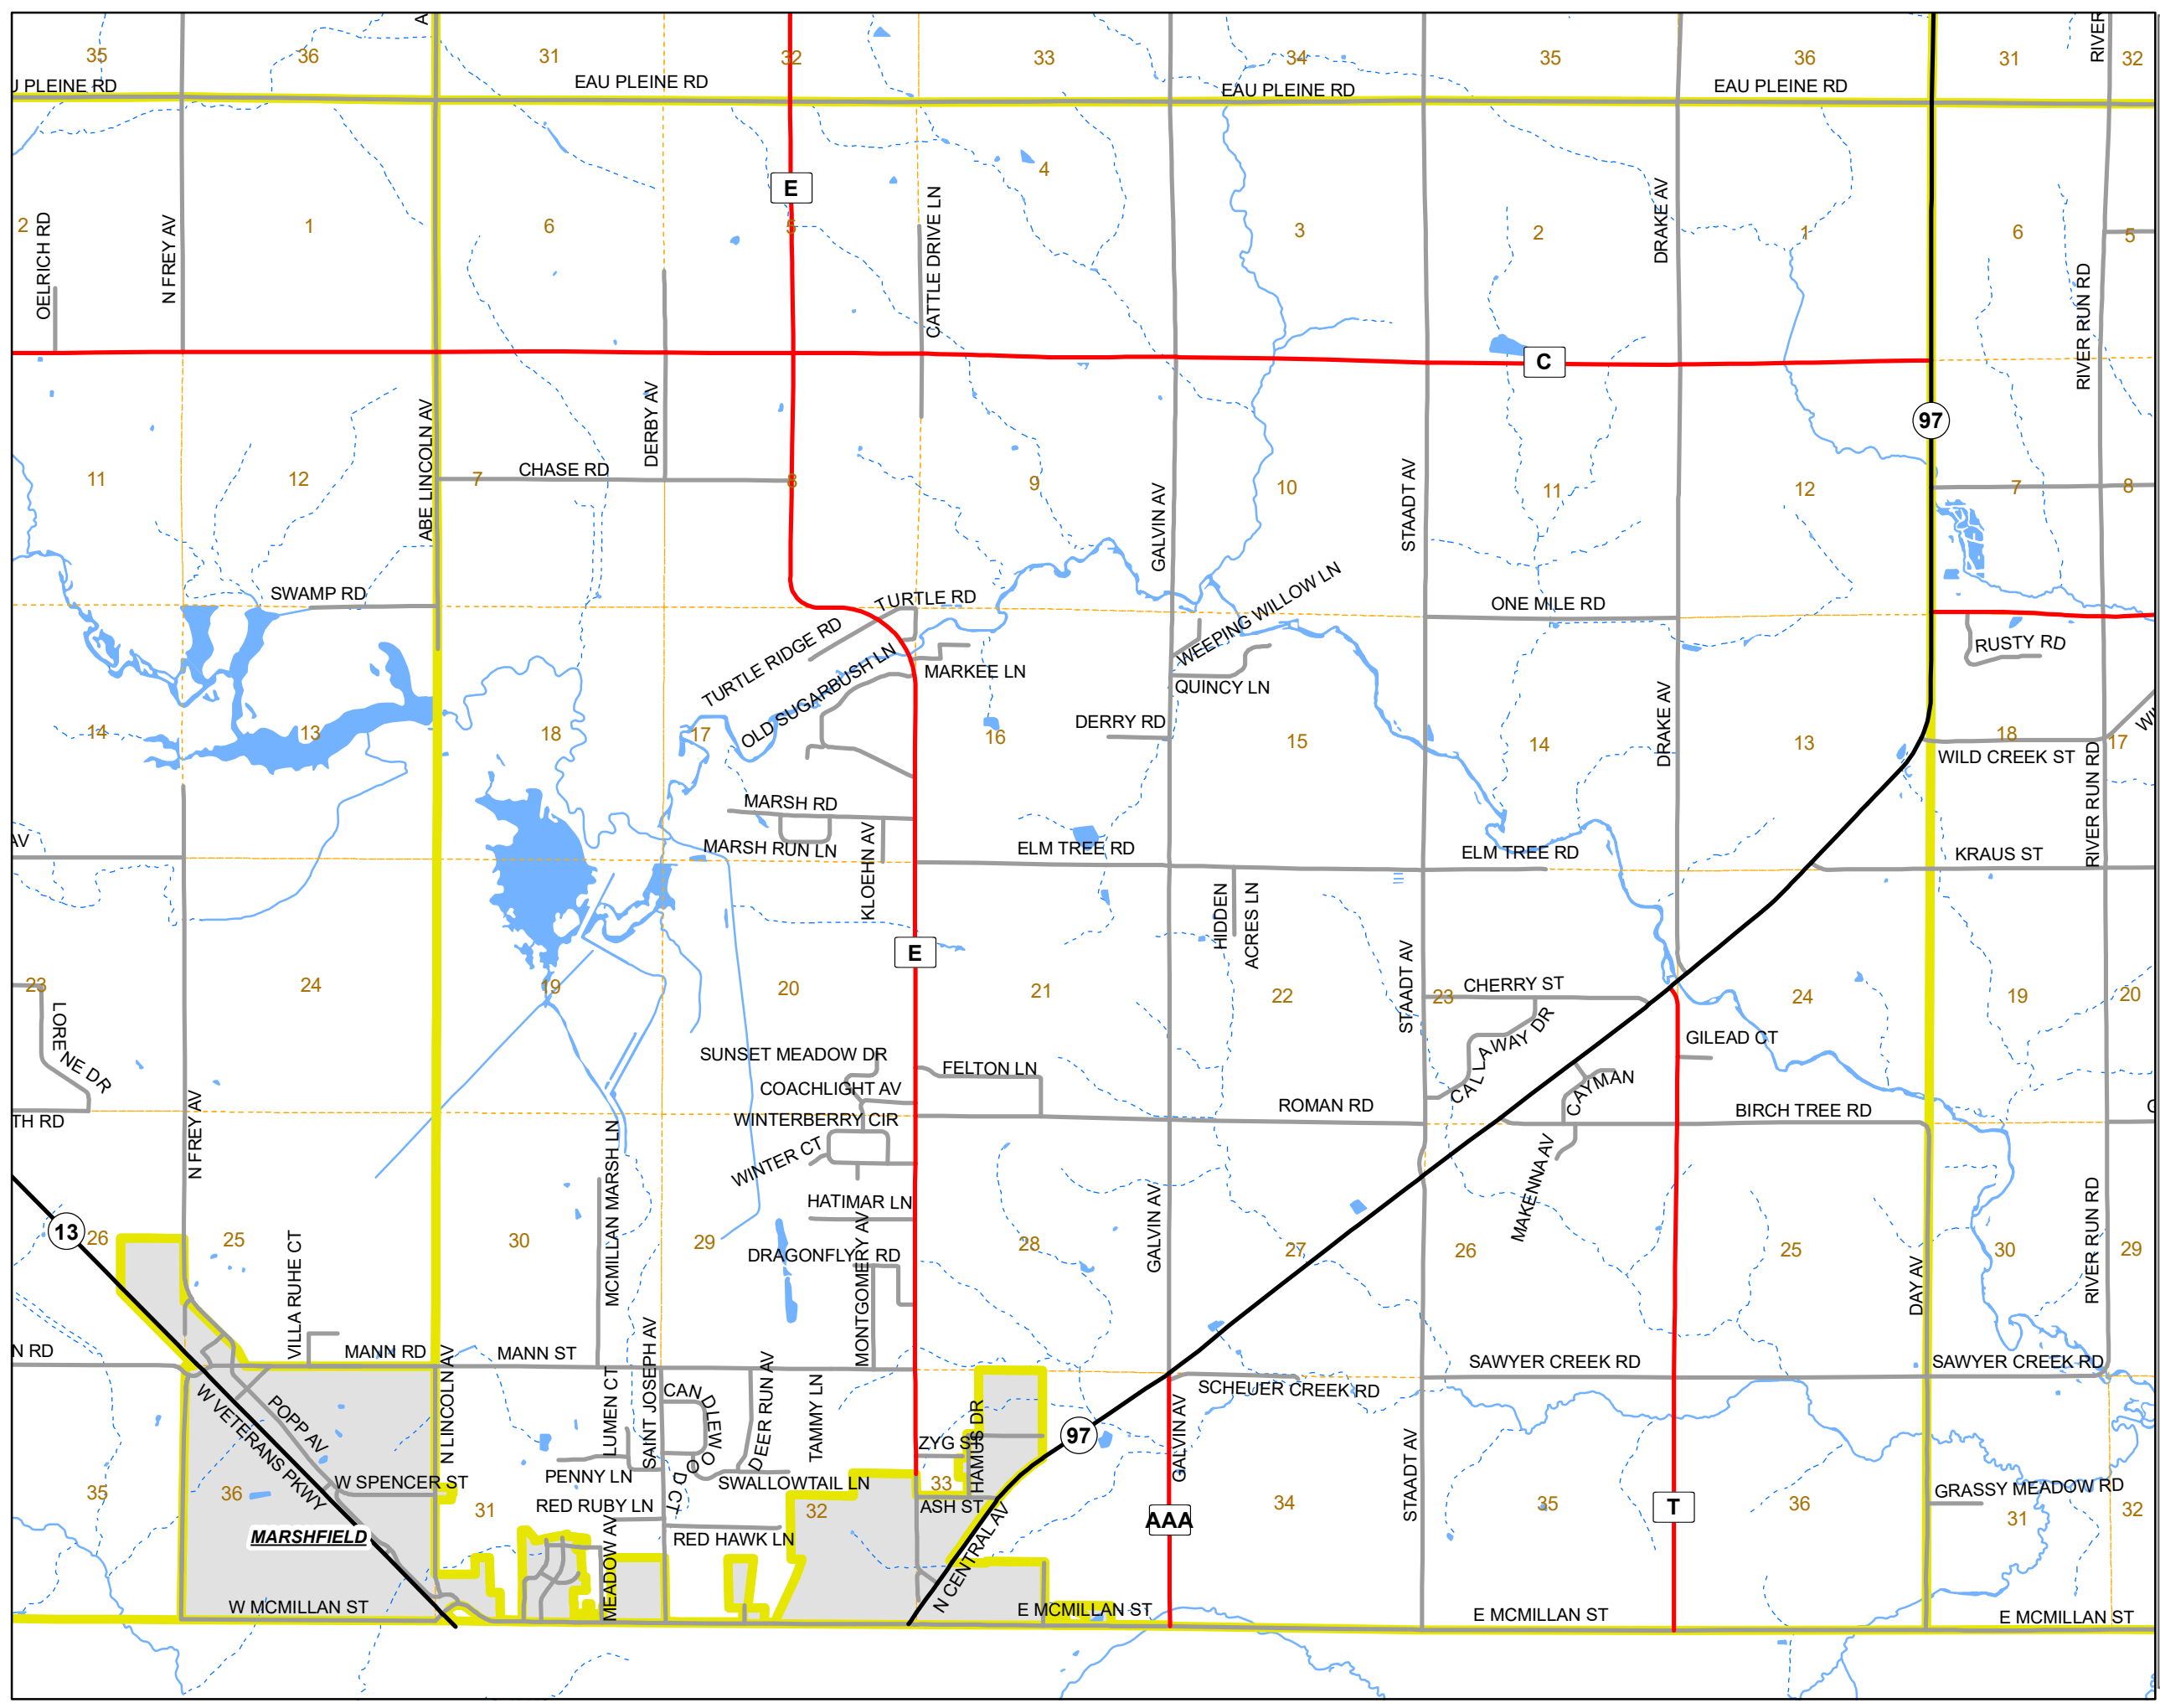 35
36
A
31
32
33
34
35
36
31
RIVER
32
U PLEINE RD
EAU PLEINE RD
EAU PLEINE RD
EAU PLEINE RD
4
E
2
OELRICH RD
N FREY AV
1
6
5
CATTLE DRIVE LN
3
2
DRAKE AV
1
6
5
RIVER RUN RD
C
97
11
12
ABE LINCOLN AV
7
CHASE RD
DERBY AV
8
9
GALVIN AV
10
STAADT AV
11
12
7
8
SWAMP RD
TURTLE RD
TURTLE RIDGE RD
OLD SUGARBUSH LN
MARKEE LN
WEEPING WILLOW LN
QUINCY LN
ONE MILE RD
RUSTY RD
DERRY RD
14
13
18
17
16
15
14
DRAKE AV
13
18
17
WI
WILD CREEK ST
RIVER RUN RD
MARSH RD
MARSH RUN LN
KLOEHN AV
AV
ELM TREE RD
ELM TREE RD
KRAUS ST
HIDDEN
ACRES LN
E
23
24
19
20
21
22
STAADT AV
23
CHERRY ST
24
19
20
LORE
NE DR
N FREY AV
SUNSET MEADOW DR
COACHLIGHT AV
WINTERBERRY CIR
WINTER CT
FELTON LN
CAL LA WAY DR
CAYMAN
GILEAD CT
TH RD
ROMAN RD
BIRCH TREE RD
C
MCMILLAN MARSH LN
HATIMAR LN
MAKENNA AV
13
26
25
VILLA RUHE CT
30
29
DRAGONFLY RD
MONTGOMERY AV
28
GALVIN AV
27
26
25
DAY AV
30
RIVER RUN RD
29
N RD
MANN RD
MANN ST
SAWYER CREEK RD
SAWYER CREEK RD
SCHEUER CREEK RD
W VETERANS PKWY
POPP AV
N LINCOLN AV
LUMEN CT
SAINT JOSEPH AV
CAN
DLEW O
O
D CT
DEER RUN AV
TAMMY LN
ZYG ST
HAMUS DR
97
GALVIN AV
STAADT AV
35
36
W SPENCER ST
PENNY LN
SWALLOWTAIL LN
33
34
35
36
GRASSY MEADOW RD
31
32
31
RED RUBY LN
32
ASH ST
AAA
T
MARSHFIELD
RED HAWK LN
MEADOW AV
N CENTRAL AV
W MCMILLAN ST
E MCMILLAN ST
E MCMILLAN ST
E MCMILLAN ST